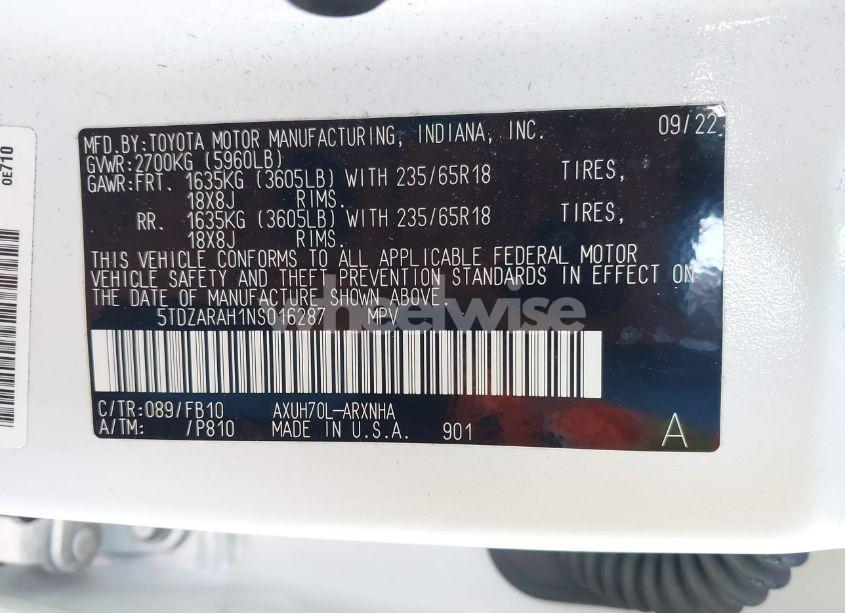 MFD.BY:TOYOTA MOTOR MANUFACTURING, INDIANA, INC. 09/22
GVWR:2700KG (5960LB)
GAWR:FRT. 1635KG (3605LB) WITH 235/65R18 TIRES,
18X8J RIMS.
RR. 1635KG (3605LB) WITH 235/65R18 TIRES,
18X8J RIMS.
THIS VEHICLE CONFORMS TO ALL APPLICABLE FEDERAL MOTOR
VEHICLE SAFETY AND THEFT PREVENTION STANDARDS IN EFFECT ON
THE DATE OF MANUFACTURE SHOWN ABOVE.
5TDZARAH1NS016287 MPV
C/TR:089/FB10 AXUH70L-ARXNHA
A/TM: /P810 MADE IN U.S.A. 901 A
0E710
wheelwise